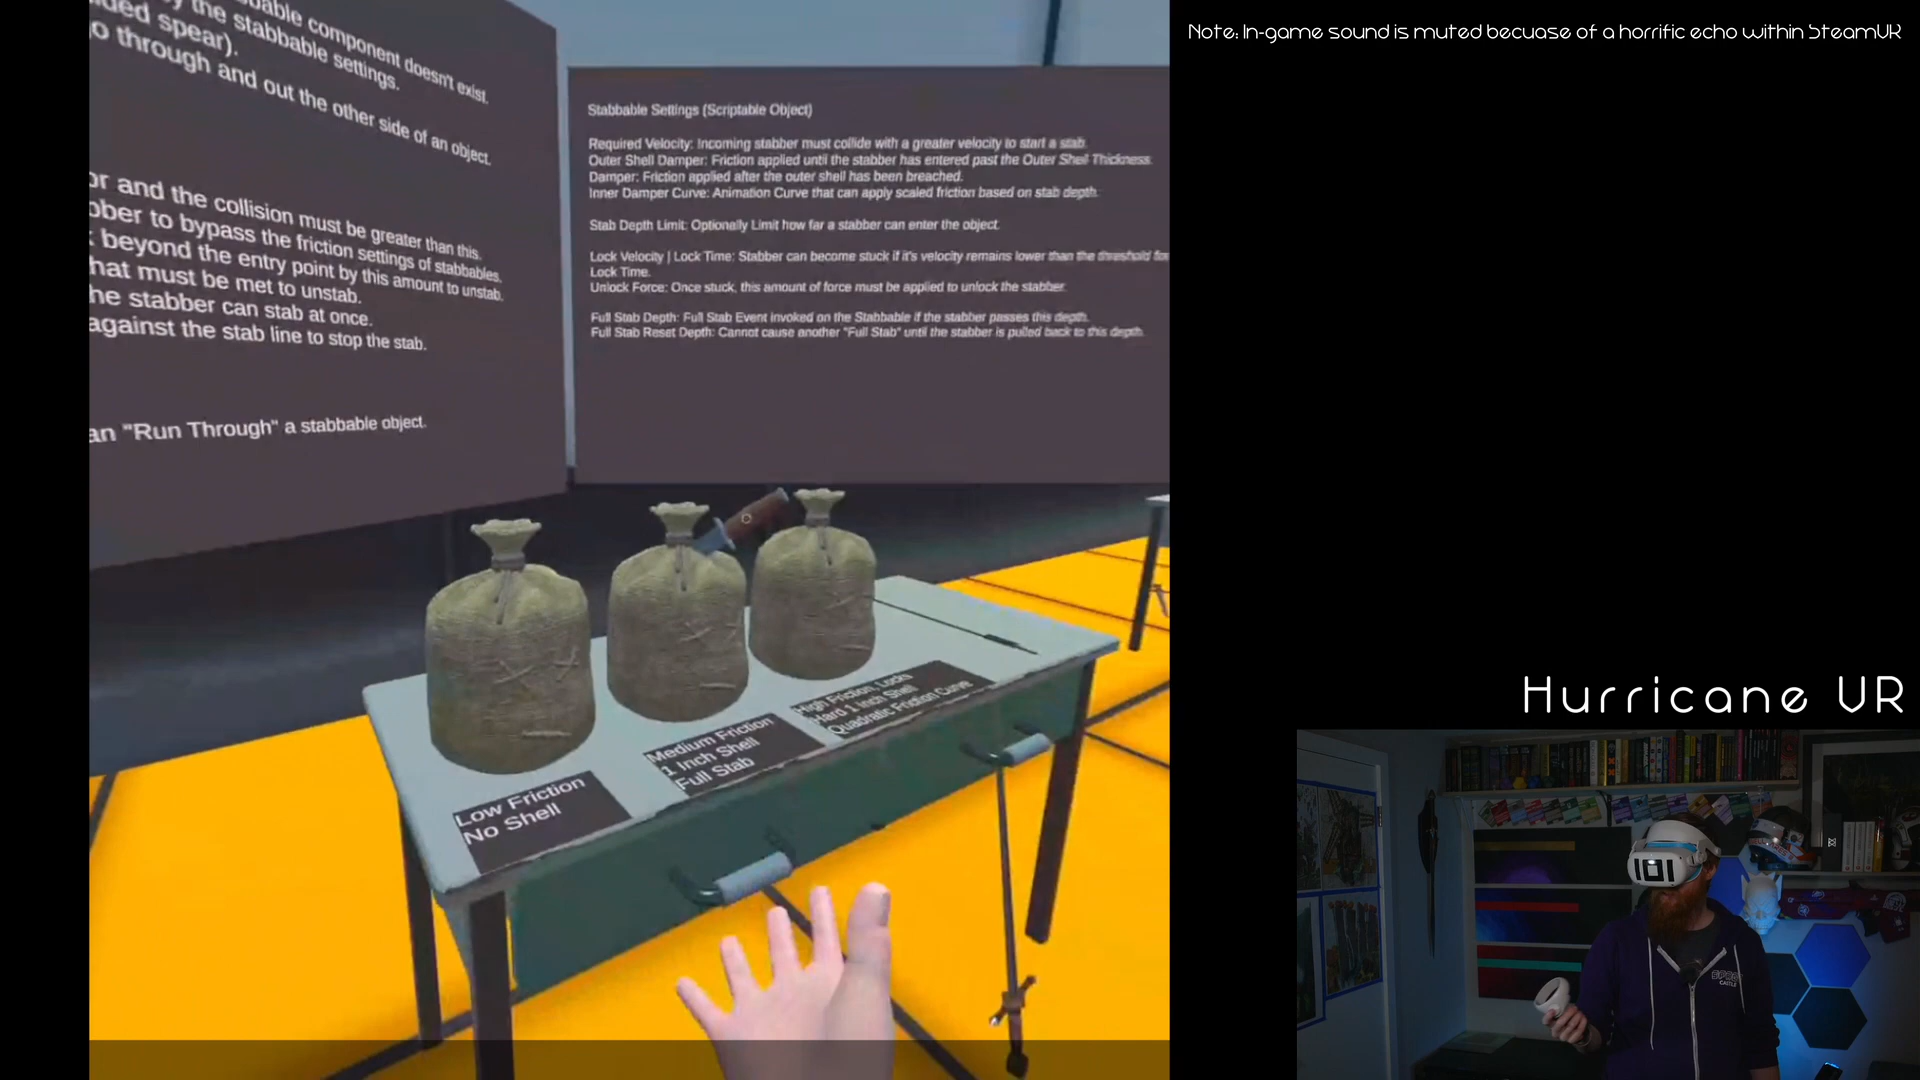 Note: In-game sound is muted becuase of a horrific echo within SteamVR
able component doesn't exist.
the stabbable settings.
spear).
through and out the other side of an object.
and the collision must be greater than this.
to bypass the friction settings of stabbables.
beyond the entry point by this amount to unstab.
that must be met to unstab.
the stabber can stab at once.
against the stab line to stop the stab.
an "Run Through" a stabbable object.
Stabbable Settings (Scriptable Object)
Required Velocity: Incoming stabber must collide with a greater velocity to start a stab.
Outer Shell Damper: Friction applied until the stabber has entered past the Outer Shell Thickness.
Damper: Friction applied after the outer shell has been breached.
Inner Damper Curve: Animation Curve that can apply scaled friction based on stab depth.
Stab Depth Limit: Optionally Limit how far a stabber can enter the object.
Lock Velocity | Lock Time: Stabber can become stuck if it's velocity remains lower than the threshold for
Lock Time.
Unlock Force: Once stuck, this amount of force must be applied to unlock the stabber.
Full Stab Depth: Full Stab Event invoked on the Stabbable if the stabber passes this depth.
Full Stab Reset Depth: Cannot cause another "Full Stab" until the stabber is pulled back to this depth.
Low Friction
No Shell
Medium Friction
1 Inch Shell
Full Stab
High Friction, Locks
Hard 1 Inch Shell
Quadratic Friction Curve
Hurricane VR